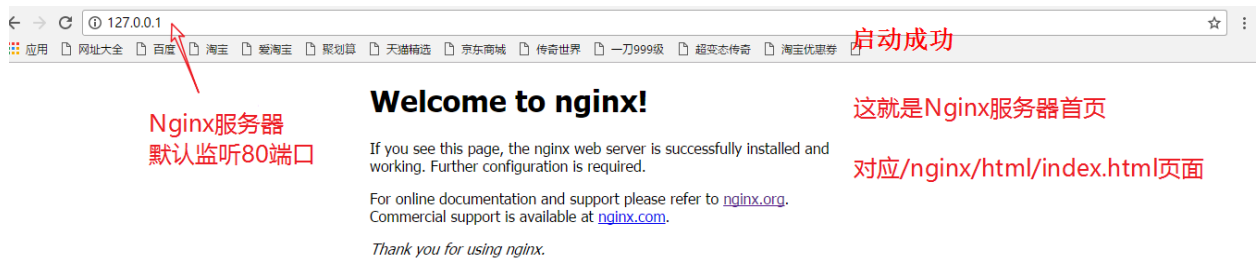 127.0.0.1
应用 网址大全 百度 淘宝 爱淘宝 聚划算 天猫精选 京东商城 传奇世界 一刀999级 超变态传奇 淘宝优惠券
启动成功
Nginx服务器
默认监听80端口
Welcome to nginx!
If you see this page, the nginx web server is successfully installed and
working. Further configuration is required.
For online documentation and support please refer to nginx.org.
Commercial support is available at nginx.com.
Thank you for using nginx.
这就是Nginx服务器首页
对应/nginx/html/index.html页面